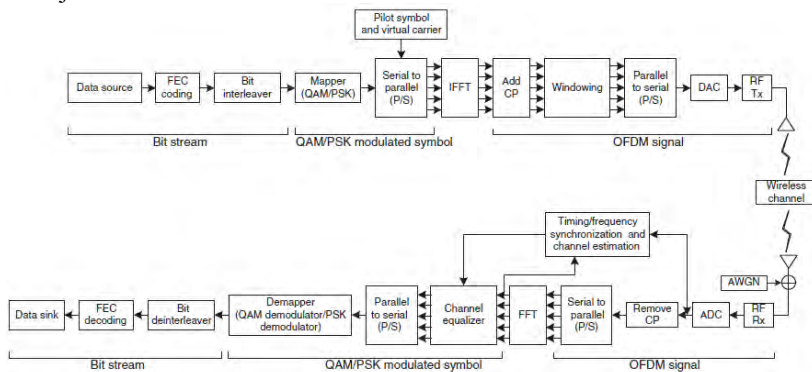 Pilot symbol
and virtual carrier
Data source
FEC
coding
Bit
interleaver
Mapper
(QAM/PSK)
Serial to
parallel
(P/S)
IFFT
Add
CP
Windowing
Parallel
to serial
(P/S)
DAC
RF
Tx
Bit stream
QAM/PSK modulated symbol
OFDM signal
Wireless
channel
Timing/frequency
synchronization and
channel estimation
AWGN
Data sink
FEC
decoding
Bit
deinterleaver
Demapper
(QAM demodulator/PSK
demodulator)
Parallel
to serial
(P/S)
Channel
equalizer
FFT
Serial to
parallel
(P/S)
Remove
CP
ADC
RF
Rx
Bit stream
QAM/PSK modulated symbol
OFDM signal